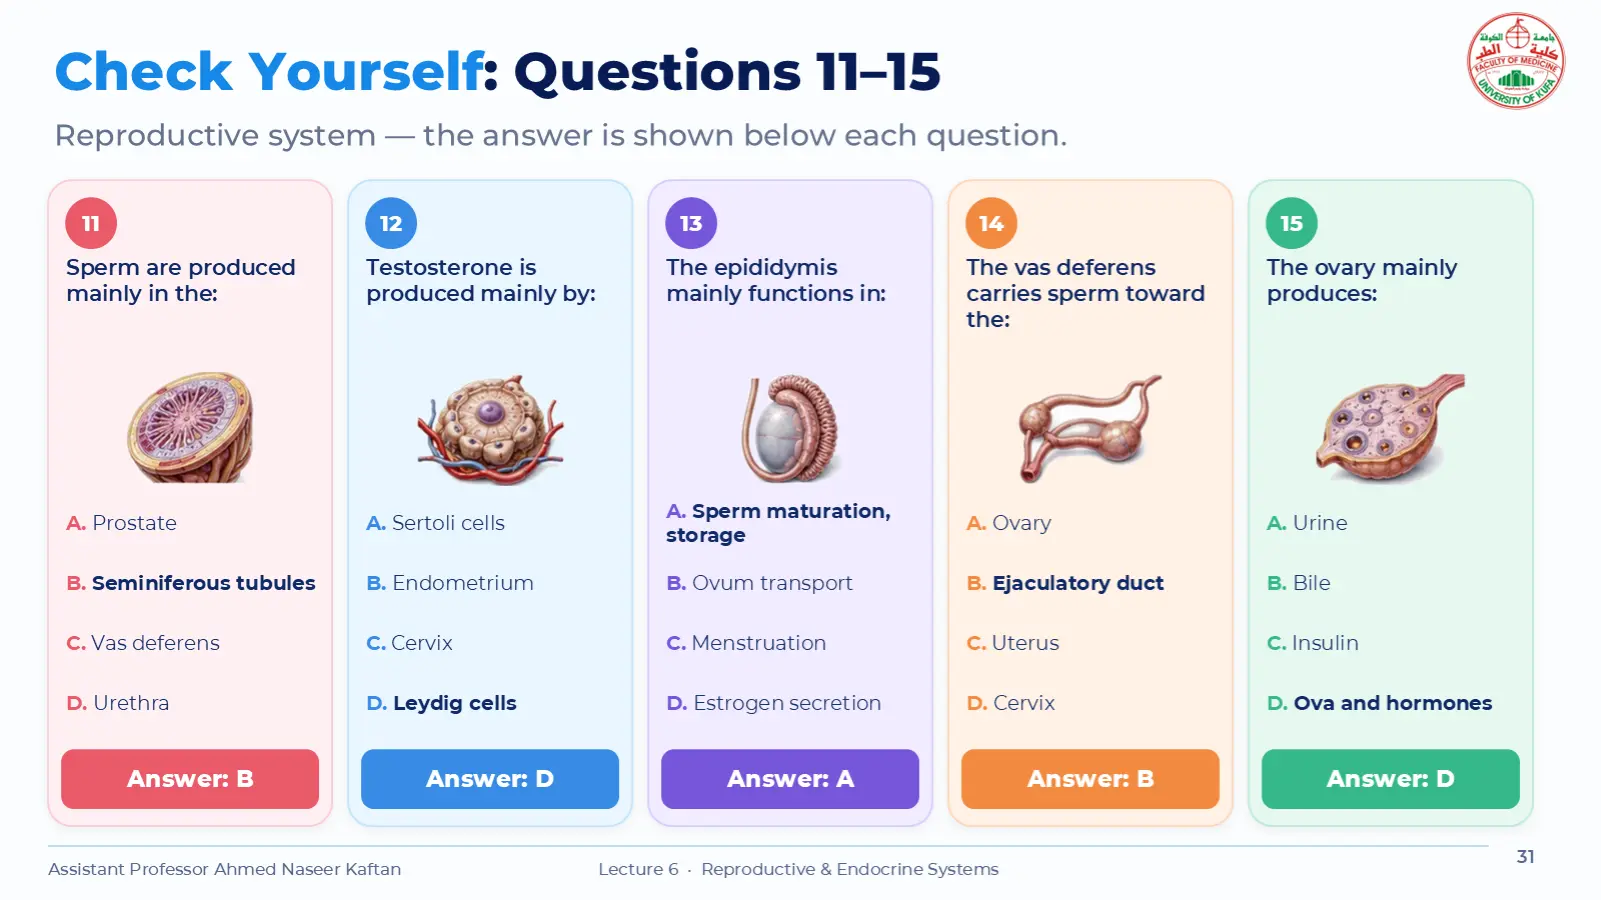 Check Yourself: Questions 11–15
Reproductive system — the answer is shown below each question.
جامعة الكوفة
كلية الطب
FACULTY OF MEDICINE
UNIVERSITY OF KUFA
11
Sperm are produced
mainly in the:
A. Prostate
B. Seminiferous tubules
C. Vas deferens
D. Urethra
Answer: B
12
Testosterone is
produced mainly by:
A. Sertoli cells
B. Endometrium
C. Cervix
D. Leydig cells
Answer: D
13
The epididymis
mainly functions in:
A. Sperm maturation,
storage
B. Ovum transport
C. Menstruation
D. Estrogen secretion
Answer: A
14
The vas deferens
carries sperm toward
the:
A. Ovary
B. Ejaculatory duct
C. Uterus
D. Cervix
Answer: B
15
The ovary mainly
produces:
A. Urine
B. Bile
C. Insulin
D. Ova and hormones
Answer: D
Assistant Professor Ahmed Naseer Kaftan
Lecture 6 · Reproductive & Endocrine Systems
31